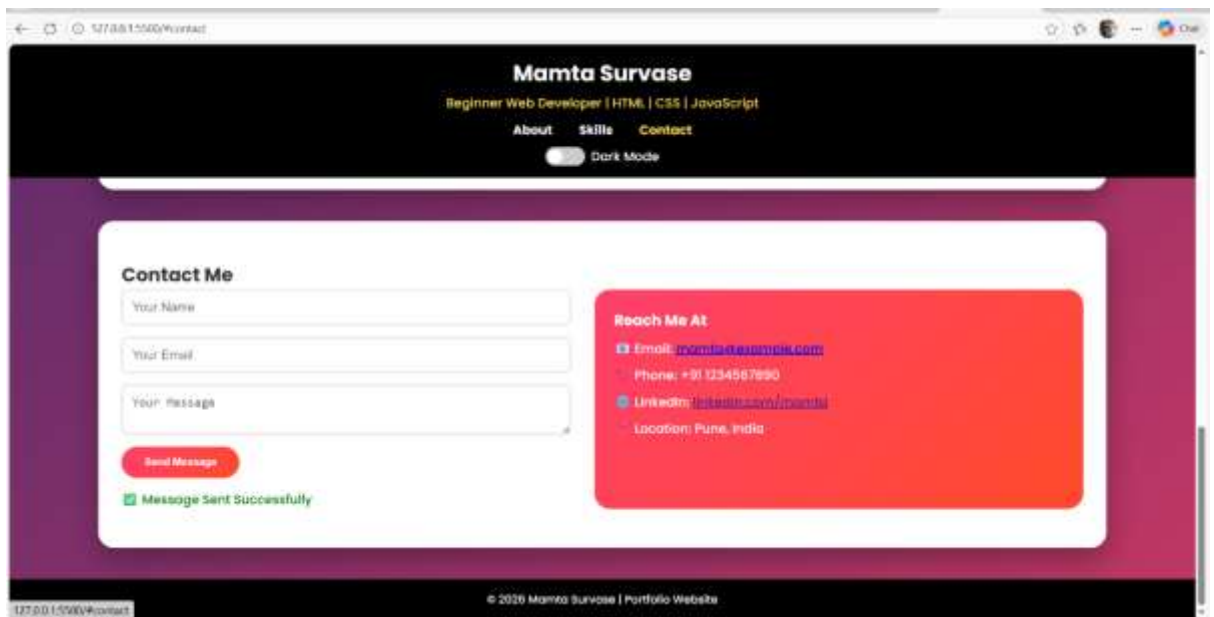 127.0.0.1:5500/#contact
Chat
Mamta Survase
Beginner Web Developer | HTML | CSS | JavaScript
About Skills Contact
Dark Mode
Contact Me
Your Name
Your Email
Your Message
Send Message
✅ Message Sent Successfully
Reach Me At
📧 Email: mamta@example.com
📞 Phone: +91 1234567890
🌐 LinkedIn: linkedin.com/mamta
📍 Location: Pune, India
© 2026 Mamta Survase | Portfolio Website
127.0.0.1:5500/#contact